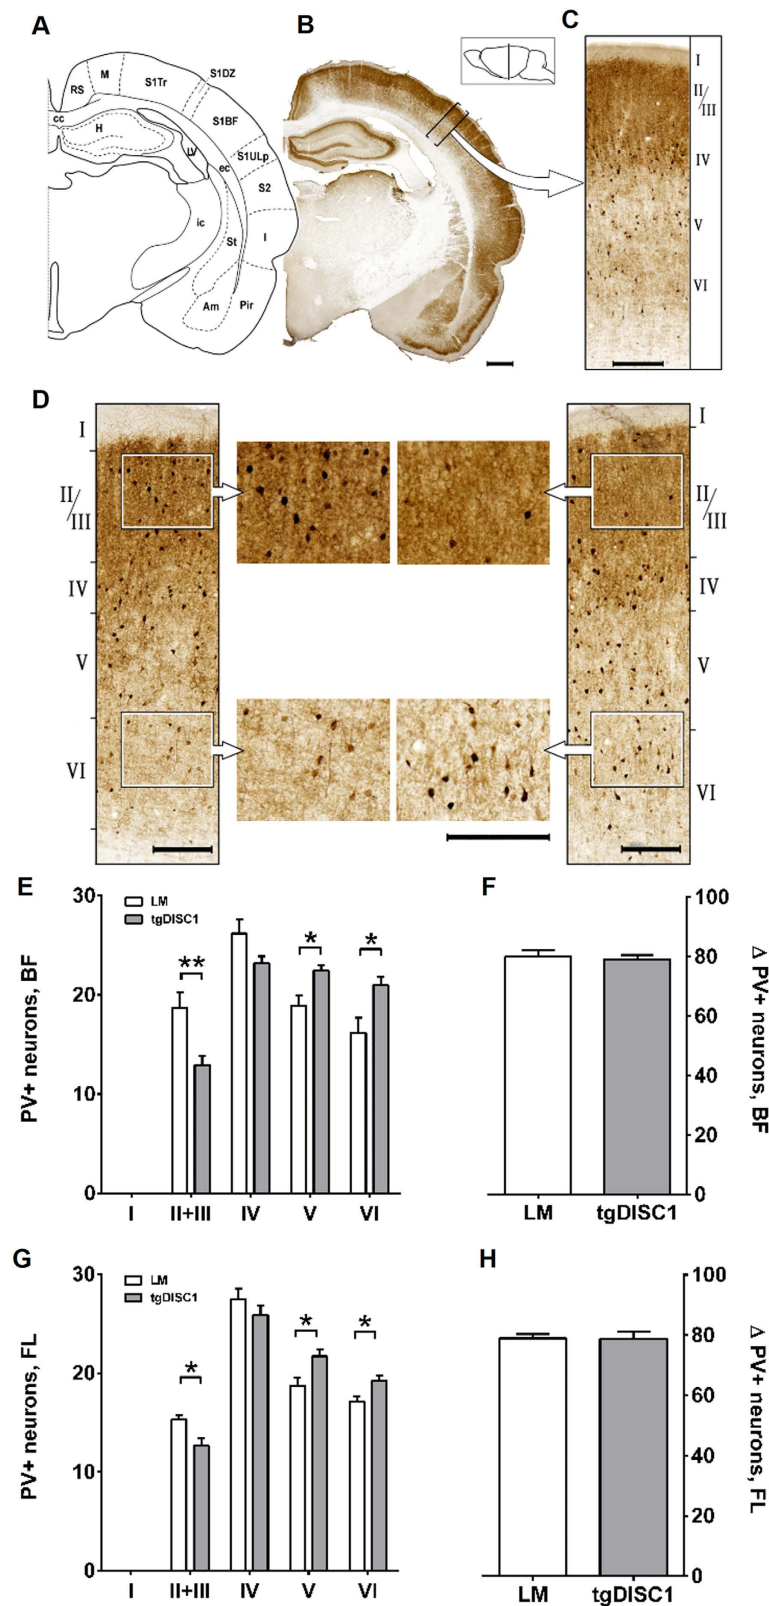 A
B
C
RS
M
S1Tr
S1DZ
S1BF
S1ULp
S2
I
cc
H
LV
ec
ic
St
Am
Pir
I
II/III
IV
V
VI
D
I
II/III
IV
V
VI
I
II/III
IV
V
VI
E
30
20
10
0
PV+ neurons, BF
LM
tgDISC1
**
*
*
I II+III IV V VI
F
100
80
60
40
20
0
Δ PV+ neurons, BF
LM tgDISC1
G
30
20
10
0
PV+ neurons, FL
LM
tgDISC1
*
*
*
I II+III IV V VI
H
100
80
60
40
20
0
Δ PV+ neurons, FL
LM tgDISC1